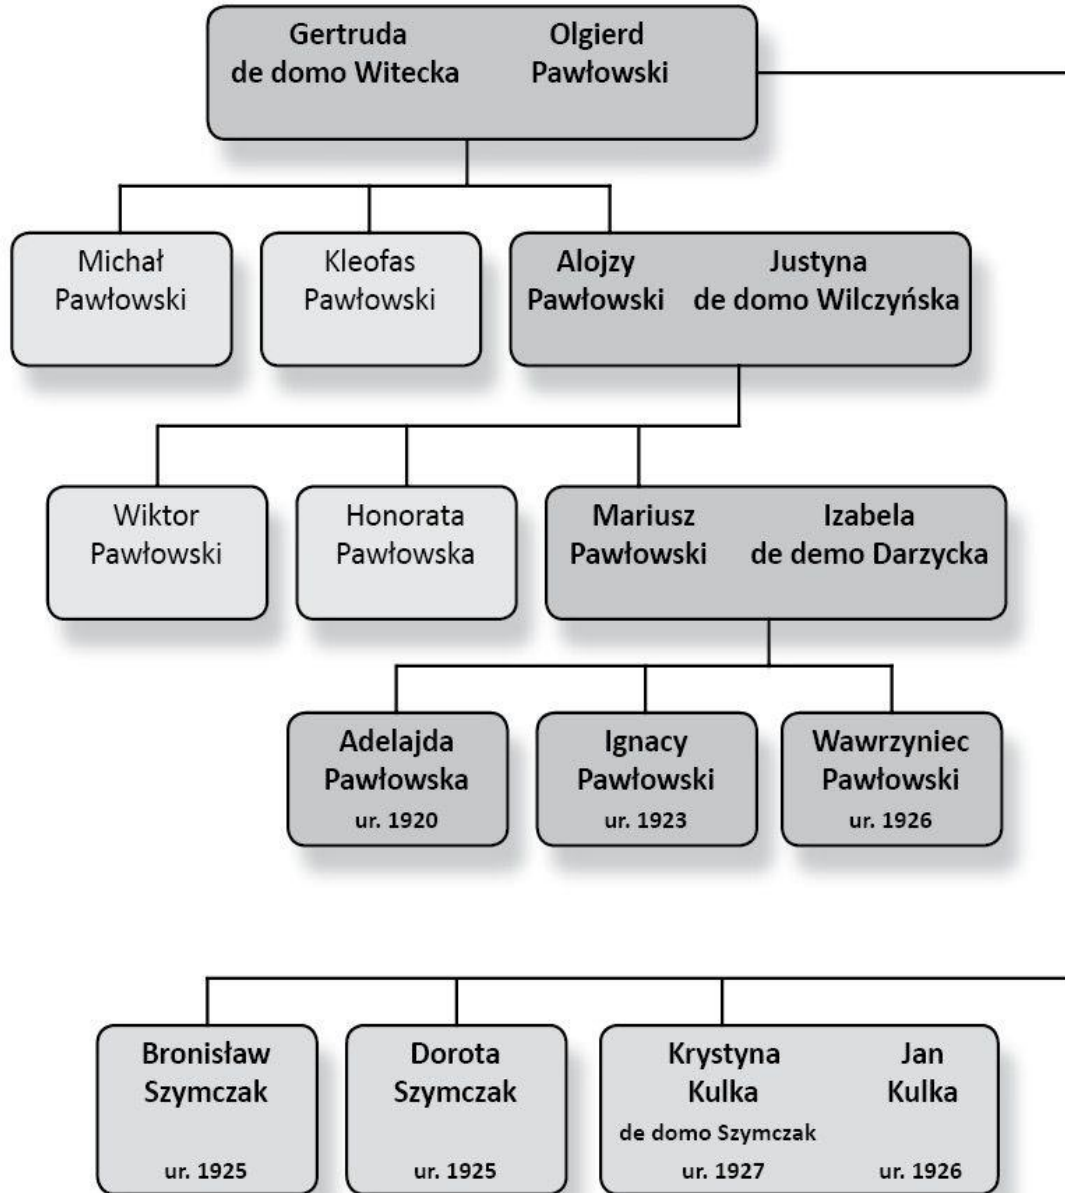 Gertruda
de domo Witecka
Olgierd
Pawłowski
Michał
Pawłowski
Kleofas
Pawłowski
Alojzy
Pawłowski
Justyna
de domo Wilczyńska
Wiktor
Pawłowski
Honorata
Pawłowska
Mariusz
Pawłowski
Izabela
de demo Darzycka
Adelajda
Pawłowska
ur. 1920
Ignacy
Pawłowski
ur. 1923
Wawrzyniec
Pawłowski
ur. 1926
Bronisław
Szymczak
ur. 1925
Dorota
Szymczak
ur. 1925
Krystyna
Kulka
de domo Szymczak
ur. 1927
Jan
Kulka
ur. 1926